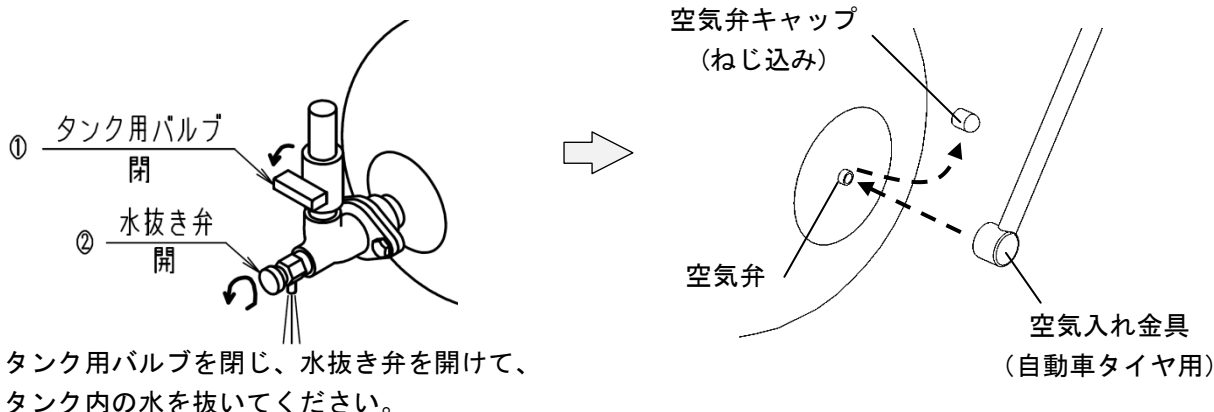 ① タンク用バルブ
閉
② 水抜き弁
開
タンク用バルブを閉じ、水抜き弁を開けて、
タンク内の水を抜いてください。
空気弁キャップ
(ねじ込み)
空気弁
空気入れ金具
(自動車タイヤ用)